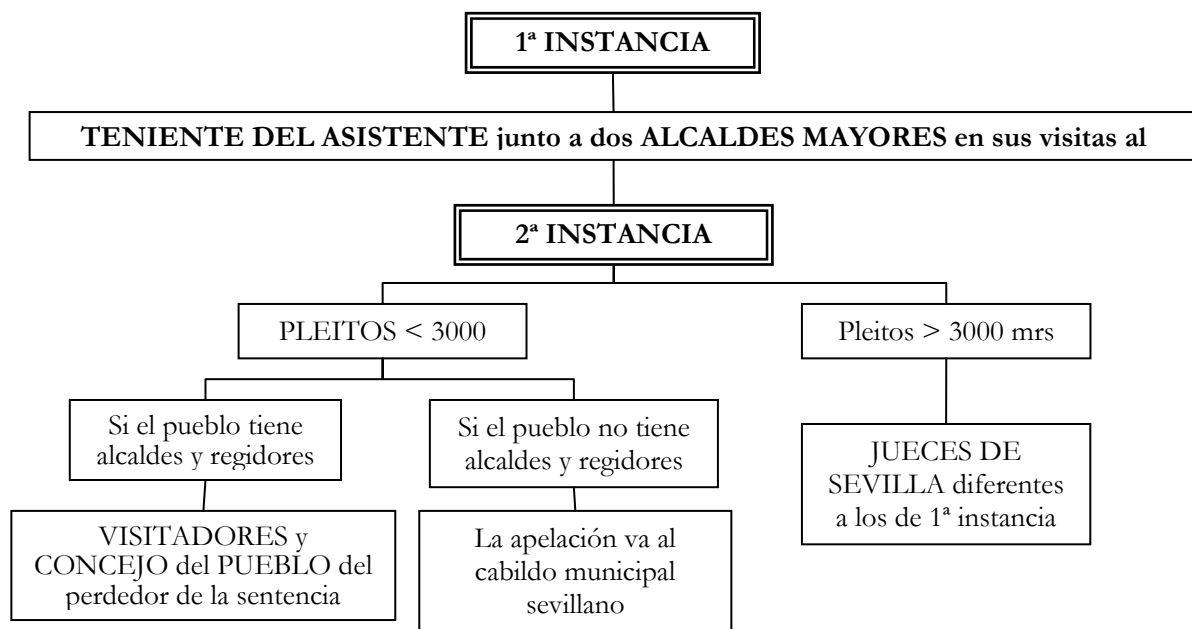 1ª INSTANCIA
TENIENTE DEL ASISTENTE junto a dos ALCALDES MAYORES en sus visitas al
2ª INSTANCIA
PLEITOS < 3000
Pleitos > 3000 mrs
Si el pueblo tiene
alcaldes y regidores
Si el pueblo no tiene
alcaldes y regidores
JUECES DE
SEVILLA diferentes
a los de 1ª instancia
VISITADORES y
CONCEJO del PUEBLO del
perdedor de la sentencia
La apelación va al
cabildo municipal
sevillano